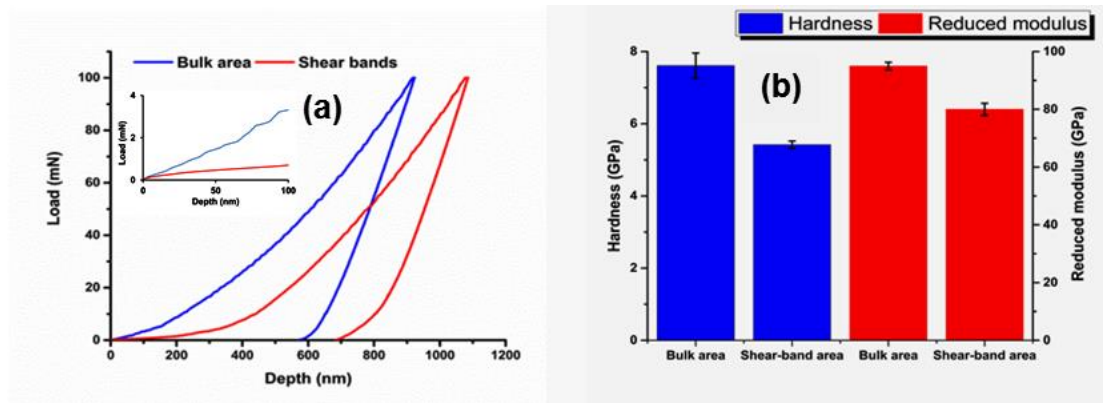 Bulk area Shear bands
(a)
Load (mN)
100
80
60
40
20
0
0 200 400 600 800 1000 1200
Depth (nm)
Load (mN)
4
2
0
0 50 100
Depth (nm)
Hardness Reduced modulus
(b)
Hardness (GPa)
8
6
4
2
0
Bulk area Shear-band area Bulk area Shear-band area
100
80
60
40
20
0
Reduced modulus (GPa)